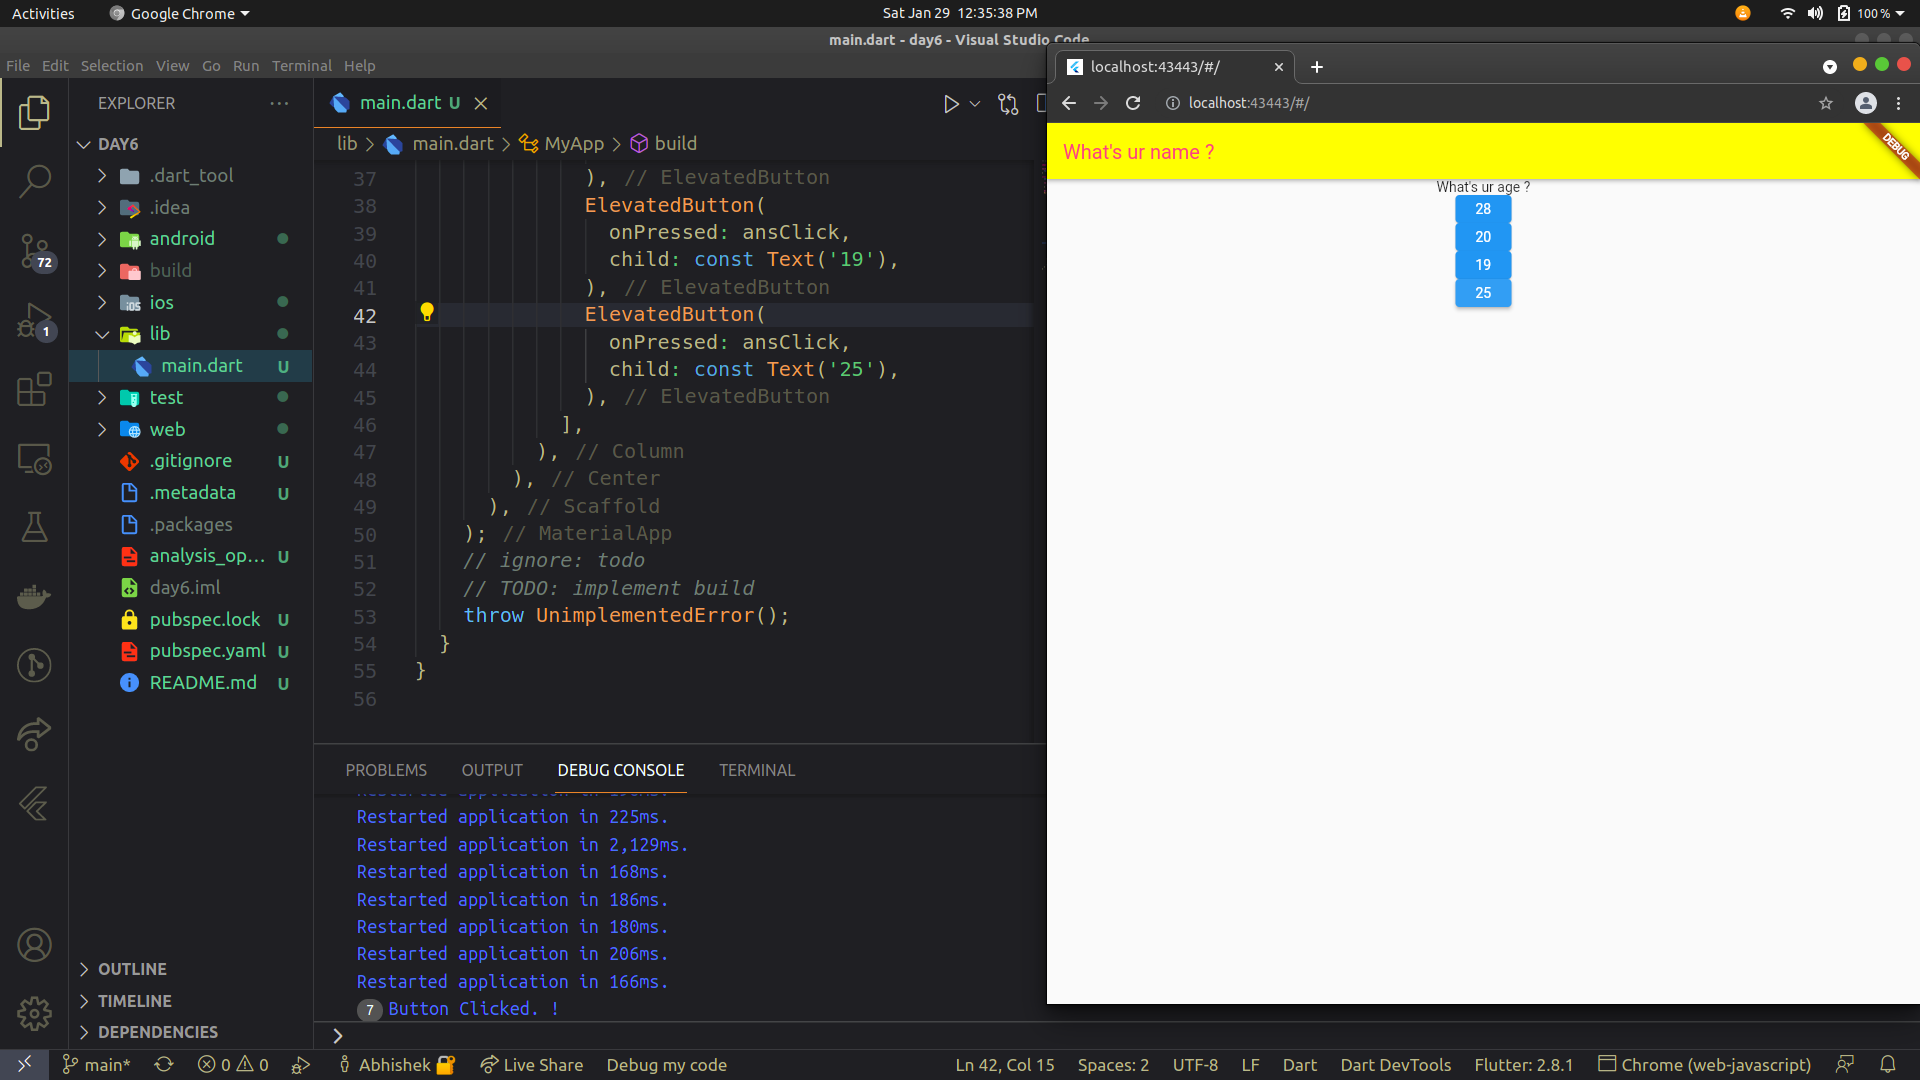 Activities
Google Chrome
Sat Jan 29 12:35:38 PM
100 %
main.dart - day6 - Visual Studio Code
File Edit Selection View Go Run Terminal Help
EXPLORER
DAY6
.dart_tool
.idea
android
build
ios
lib
main.dart U
test
web
.gitignore U
.metadata U
.packages
analysis_op... U
day6.iml
pubspec.lock U
pubspec.yaml U
README.md U
OUTLINE
TIMELINE
DEPENDENCIES
72
1
main.dart U
lib > main.dart > MyApp > build
37 ), // ElevatedButton
38 ElevatedButton(
39 onPressed: ansClick,
40 child: const Text('19'),
41 ), // ElevatedButton
42 ElevatedButton(
43 onPressed: ansClick,
44 child: const Text('25'),
45 ), // ElevatedButton
46 ],
47 ), // Column
48 ), // Center
49 ), // Scaffold
50 ); // MaterialApp
51 // ignore: todo
52 // TODO: implement build
53 throw UnimplementedError();
54 }
55 }
56
PROBLEMS OUTPUT DEBUG CONSOLE TERMINAL
Restarted application in 225ms.
Restarted application in 2,129ms.
Restarted application in 168ms.
Restarted application in 186ms.
Restarted application in 180ms.
Restarted application in 206ms.
Restarted application in 166ms.
7 Button Clicked. !
>
localhost:43443/#/
localhost:43443/#/
What's ur name ?
DEBUG
What's ur age ?
28
20
19
25
main* 0 0 Abhishek Live Share Debug my code Ln 42, Col 15 Spaces: 2 UTF-8 LF Dart Dart DevTools Flutter: 2.8.1 Chrome (web-javascript)